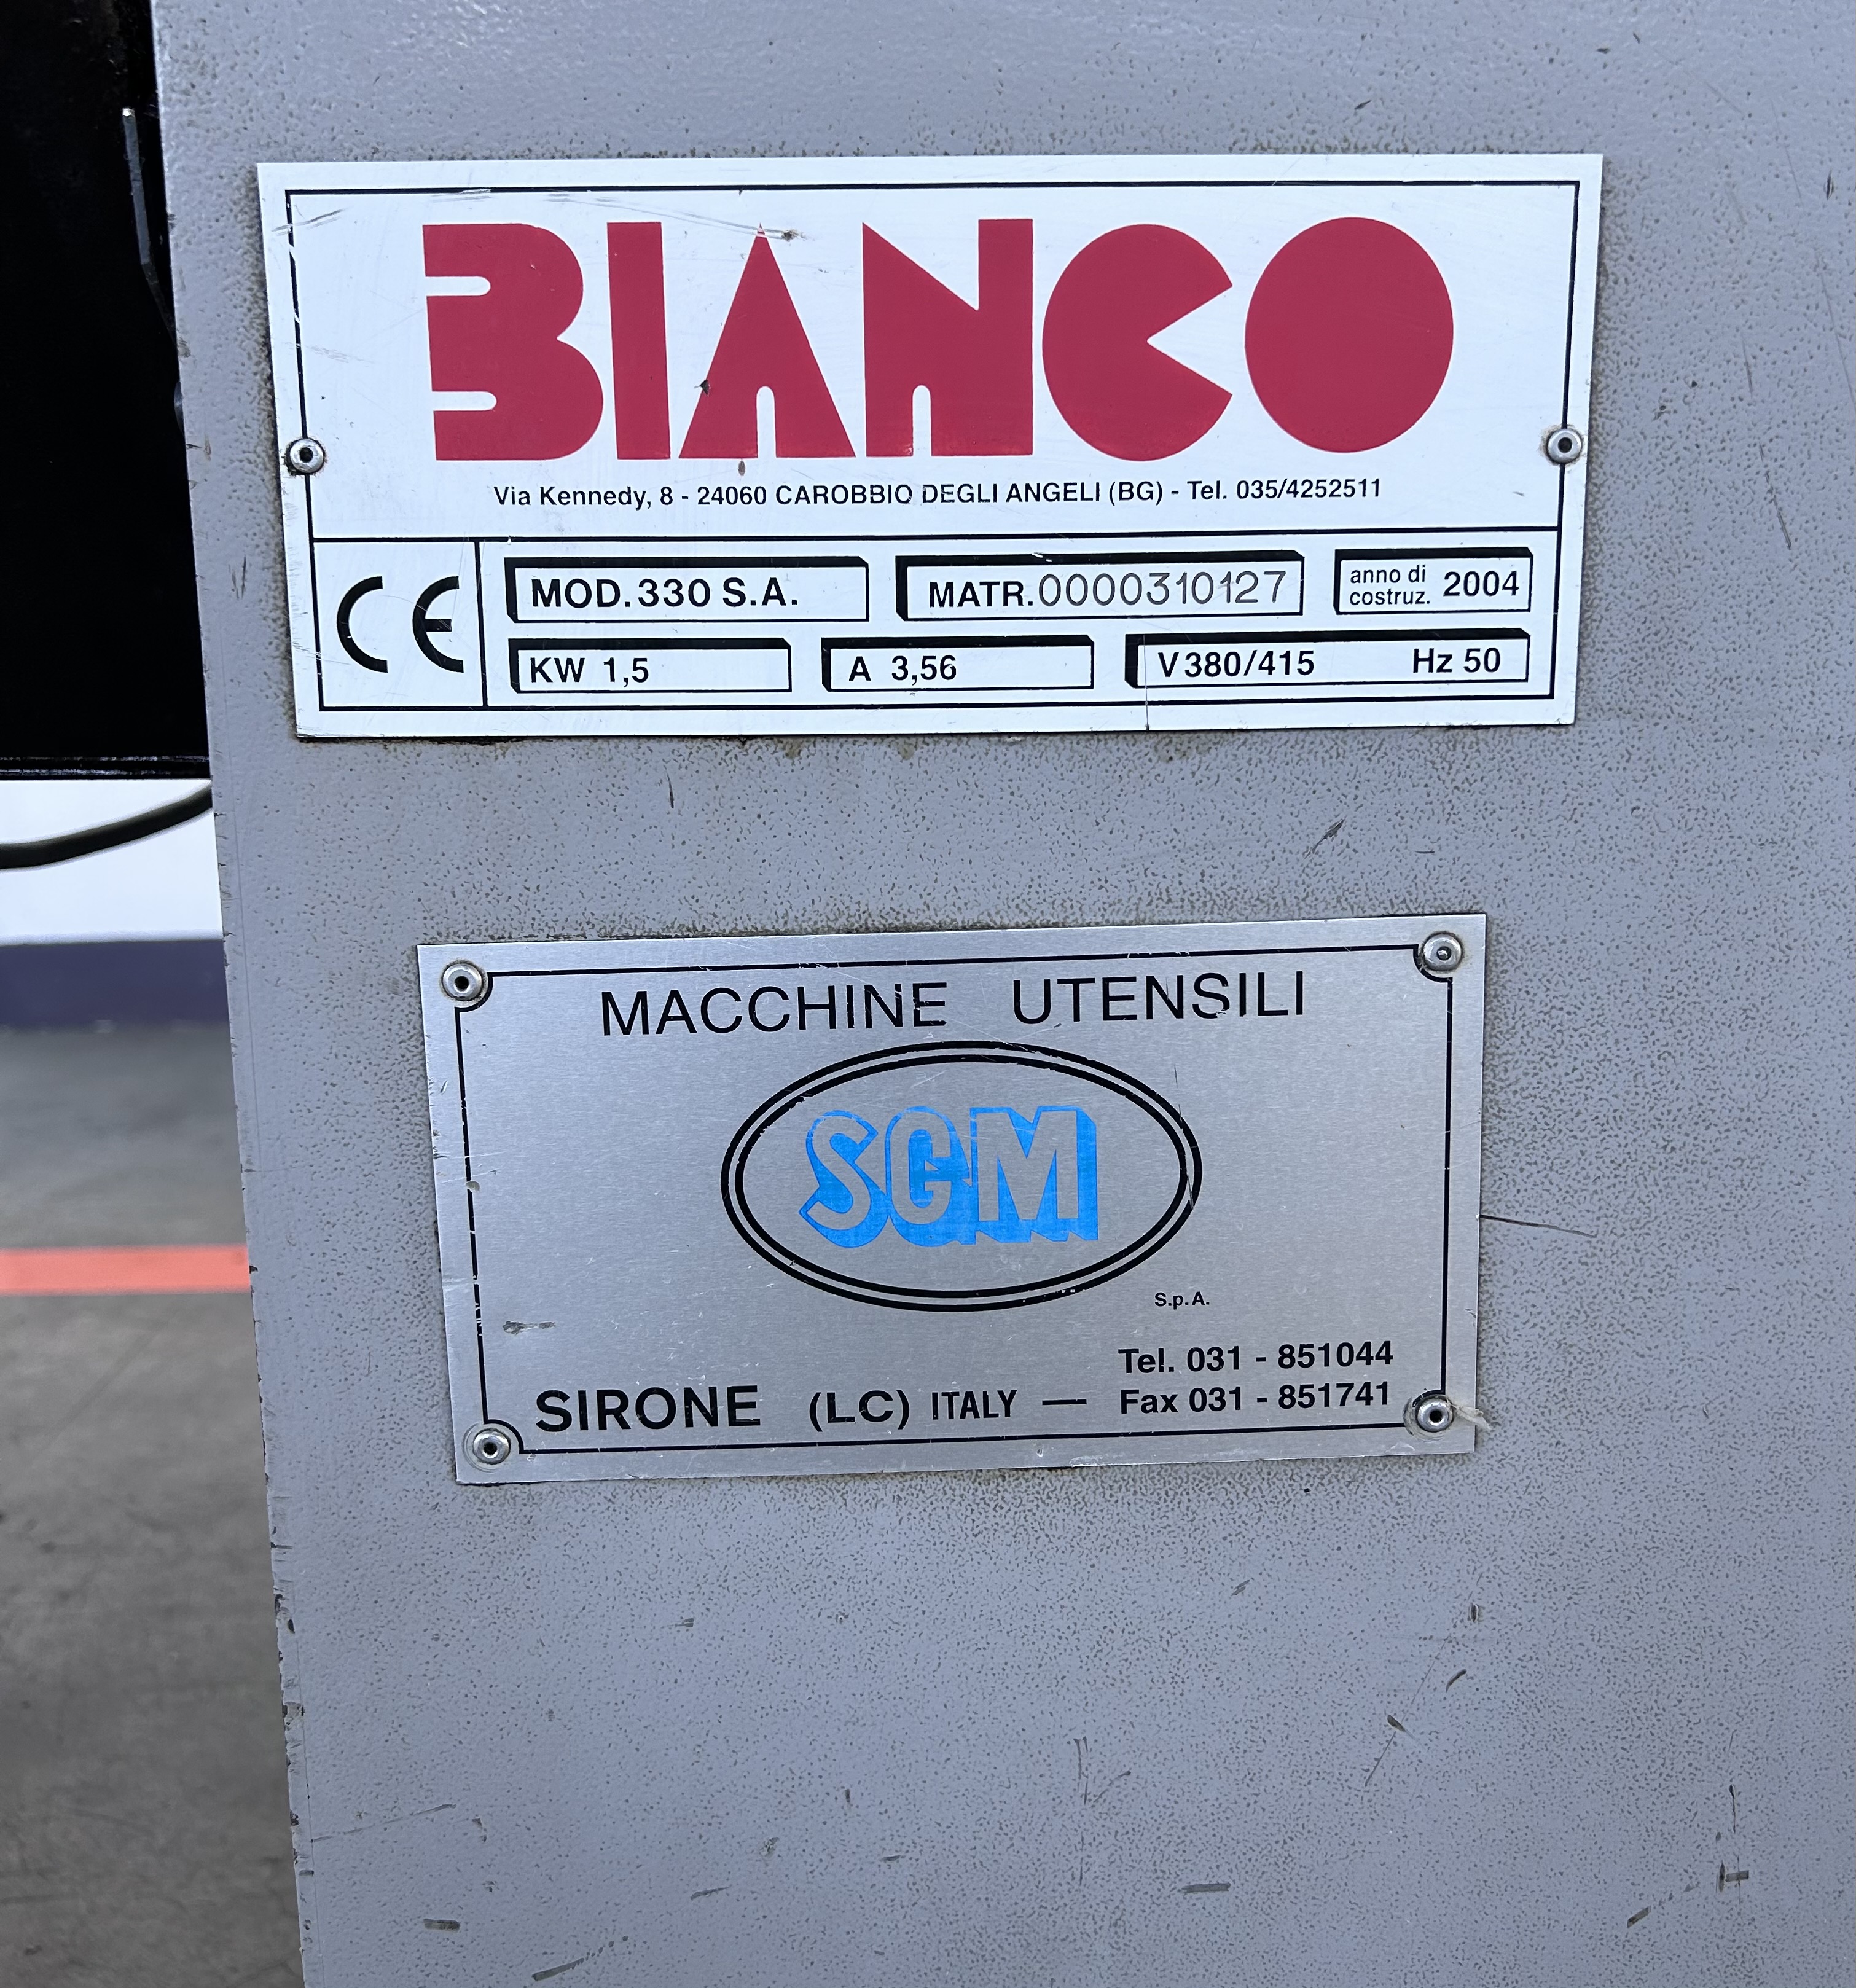 BIANCO
Via Kennedy, 8 - 24060 CAROBBIO DEGLI ANGELI (BG) - Tel. 035/4252511
CE MOD. 330 S.A. MATR. 0000310127 anno di costruz. 2004
KW 1,5 A 3,56 V 380/415 Hz 50
MACCHINE UTENSILI
SGM
S.p.A.
Tel. 031 - 851044
SIRONE (LC) ITALY — Fax 031 - 851741